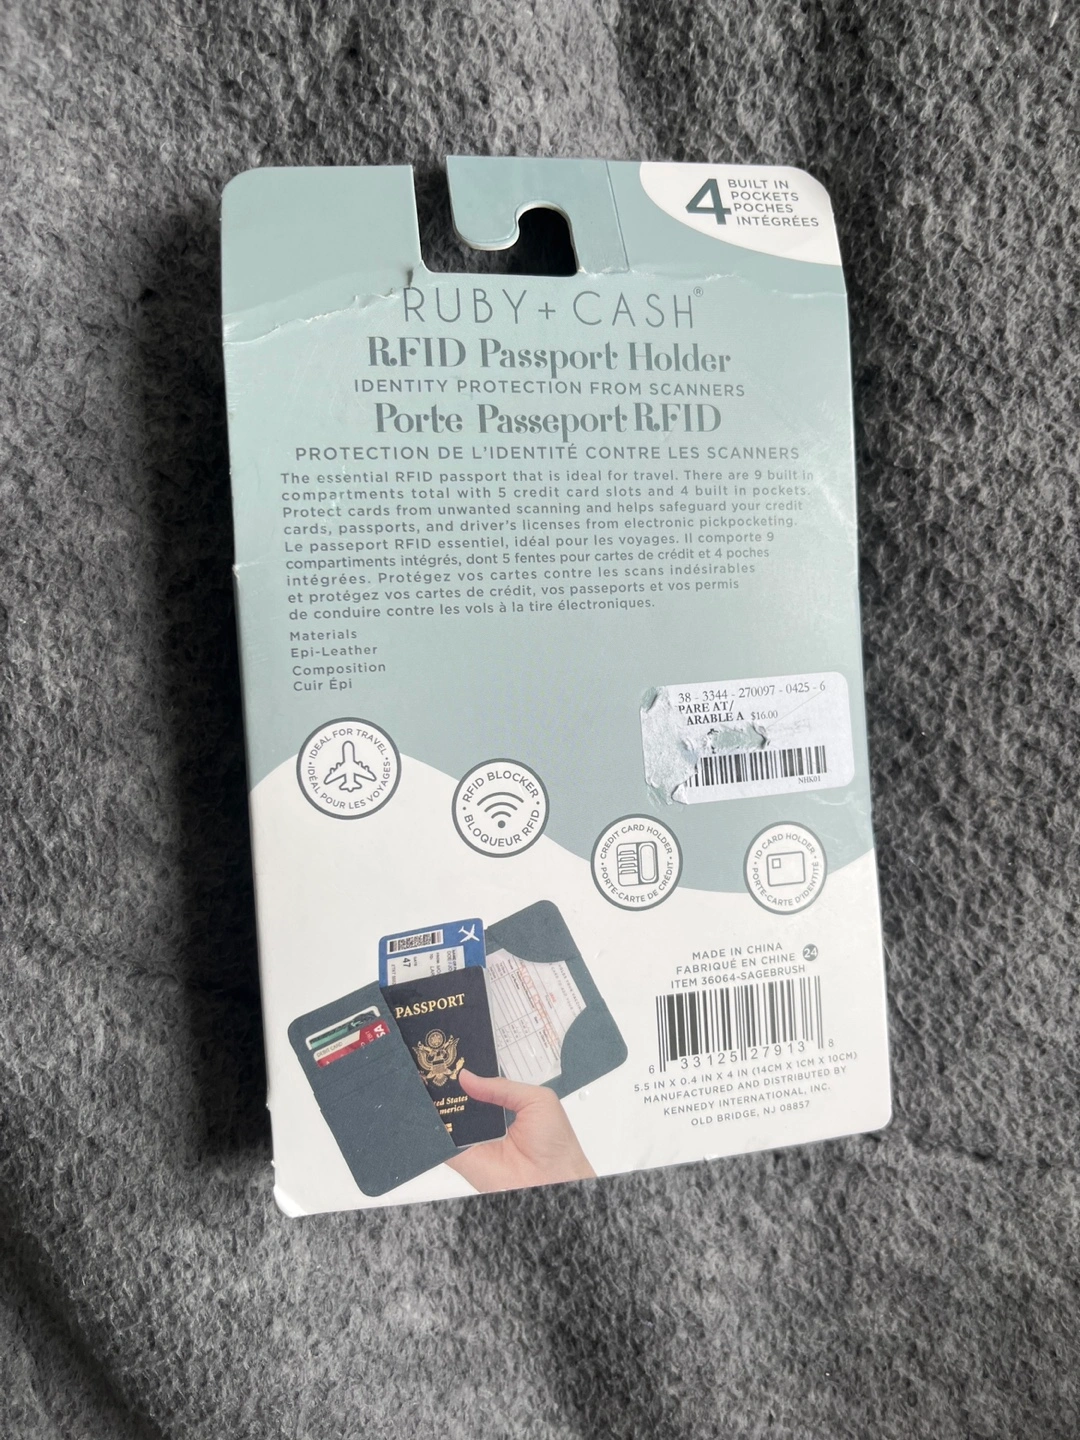 4
BUILT IN
POCKETS
POCHES
INTÉGRÉES
RUBY + CASH®
RFID Passport Holder
IDENTITY PROTECTION FROM SCANNERS
Porte Passeport RFID
PROTECTION DE L'IDENTITÉ CONTRE LES SCANNERS
The essential RFID passport that is ideal for travel. There are 9 built in
compartments total with 5 credit card slots and 4 built in pockets.
Protect cards from unwanted scanning and helps safeguard your credit
cards, passports, and driver's licenses from electronic pickpocketing.
Le passeport RFID essentiel, idéal pour les voyages. Il comporte 9
compartiments intégrés, dont 5 fentes pour cartes de crédit et 4 poches
intégrées. Protégez vos cartes contre les scans indésirables
et protégez vos cartes de crédit, vos passeports et vos permis
de conduire contre les vols à la tire électroniques.
Materials
Epi-Leather
Composition
Cuir Épi
38 - 3344 - 270097 - 0425 - 6
PARE AT/
ARABLE A $16.00
NHK01
• IDEAL FOR TRAVEL •
IDÉAL POUR LES VOYAGES
• RFID BLOCKER •
BLOQUEUR RFID
• CREDIT CARD HOLDER •
PORTE-CARTE DE CRÉDIT
• ID CARD HOLDER •
PORTE-CARTE D'IDENTITÉ
MADE IN CHINA
FABRIQUÉ EN CHINE 24
ITEM 36064-SAGEBRUSH
6 33125 27913 8
5.5 IN X 0.4 IN X 4 IN (14CM X 1CM X 10CM)
MANUFACTURED AND DISTRIBUTED BY
KENNEDY INTERNATIONAL, INC.
OLD BRIDGE, NJ 08857
47
PASSPORT
ted States
merica